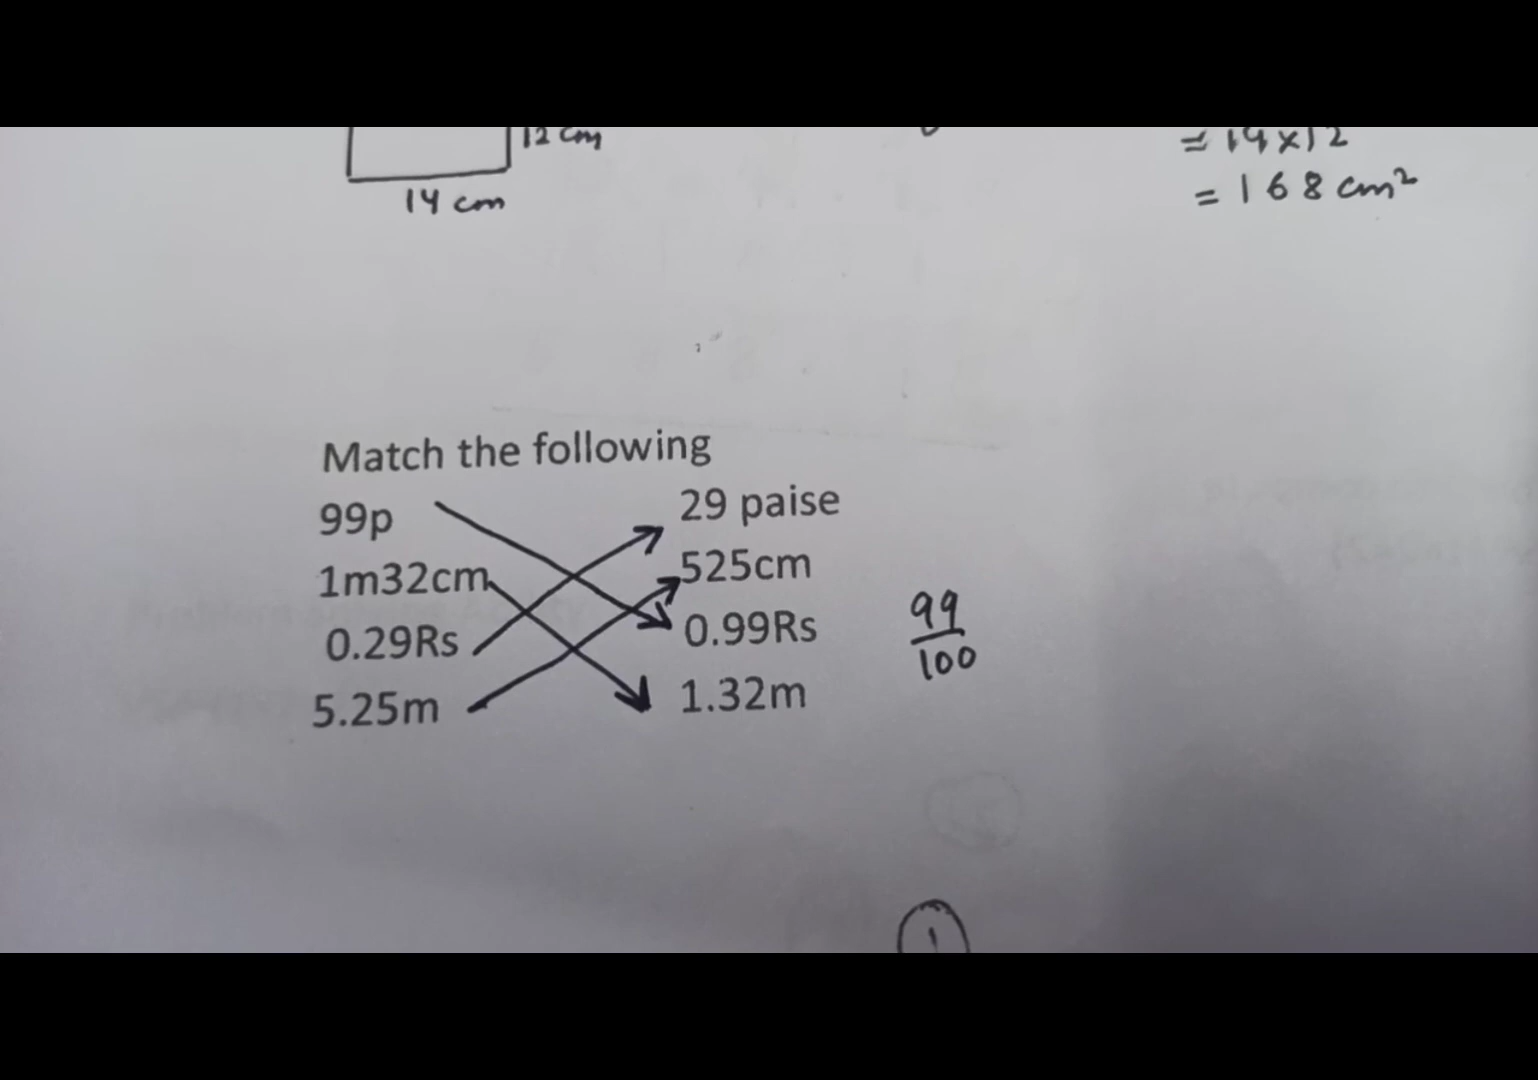 12 cm
14 cm
= 14 x 12
= 168 cm²
Match the following
99p 29 paise
1m32cm 525cm
0.29Rs 0.99Rs
5.25m 1.32m
99
100
1